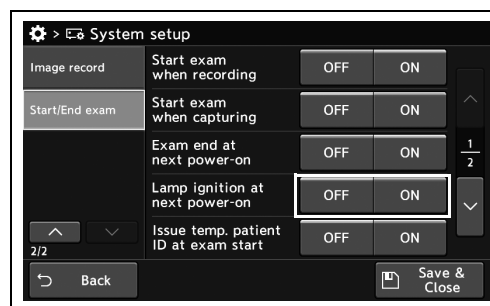 > System setup
Image record
Start/End exam
2/2
Start exam
when recording
OFF ON
Start exam
when capturing
OFF ON
Exam end at
next power-on
OFF ON
Lamp ignition at
next power-on
OFF ON
Issue temp. patient
ID at exam start
OFF ON
1
2
Back
Save &
Close